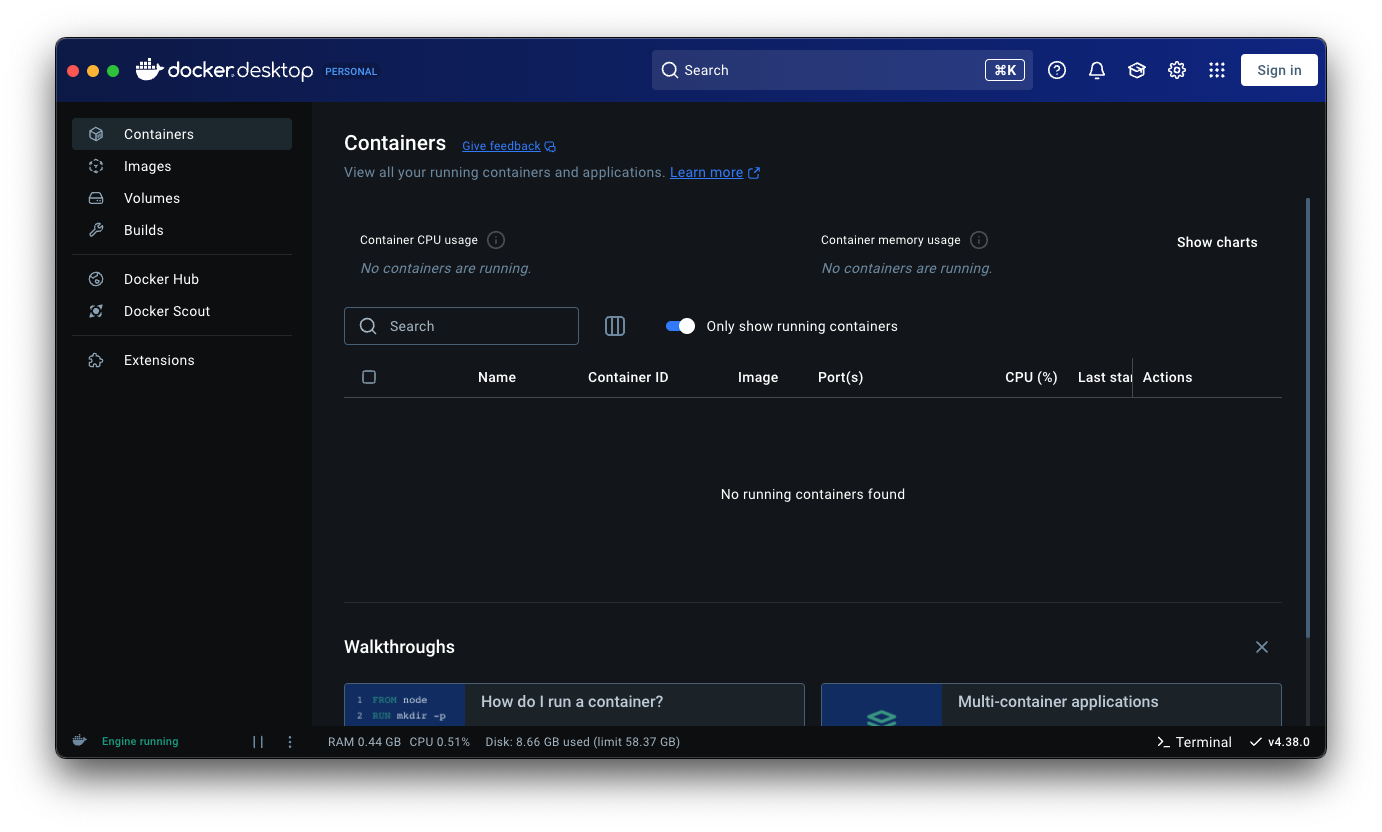 docker.desktop PERSONAL
Search ⌘K
Sign in
Containers
Images
Volumes
Builds
Docker Hub
Docker Scout
Extensions
Containers Give feedback
View all your running containers and applications. Learn more
Container CPU usage
No containers are running.
Container memory usage
No containers are running.
Show charts
Search
Only show running containers
Name Container ID Image Port(s) CPU (%) Last star Actions
No running containers found
Walkthroughs
1 FROM node
2 RUN mkdir -p
How do I run a container?
Multi-container applications
Engine running
RAM 0.44 GB CPU 0.51% Disk: 8.66 GB used (limit 58.37 GB)
Terminal
v4.38.0